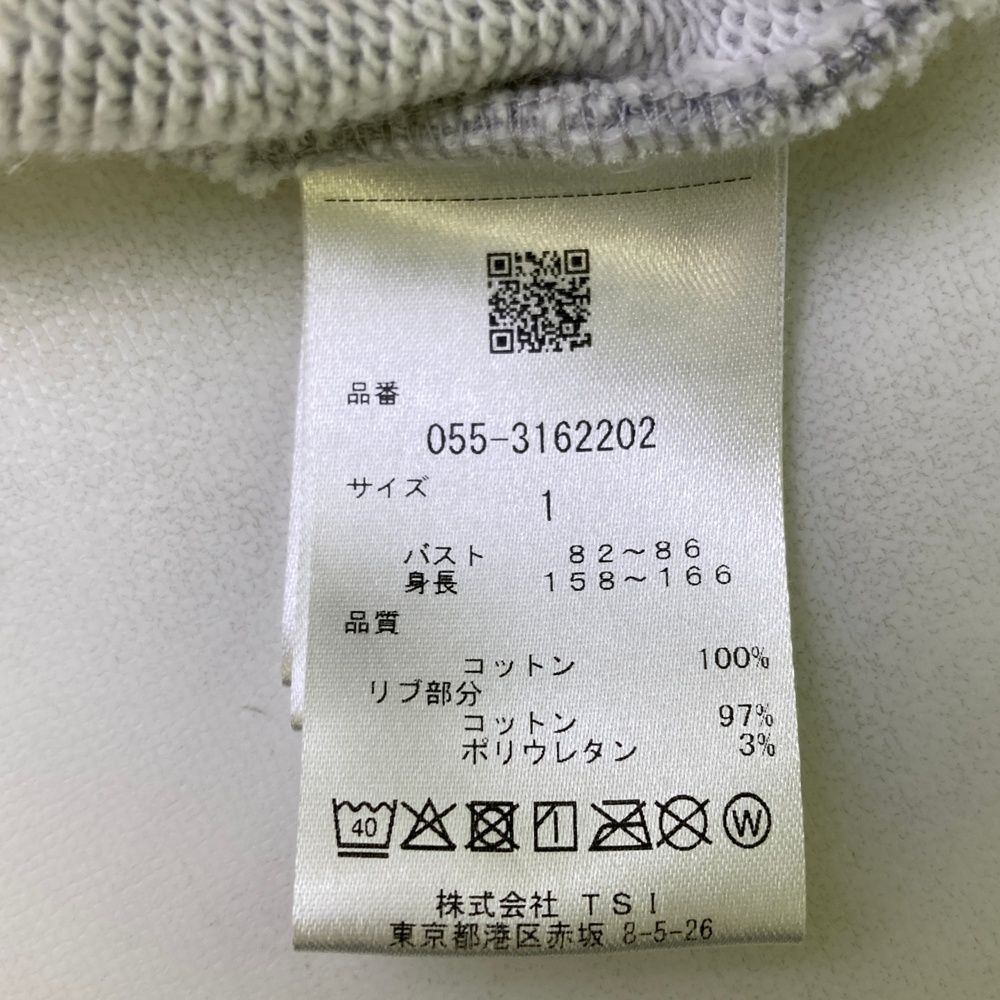 品番
055-3162202
サイズ
1
バスト 82～86
身長 158～166
品質
コットン 100%
リブ部分
コットン 97%
ポリウレタン 3%
40 W
株式会社 TSI
東京都港区赤坂 8-5-26